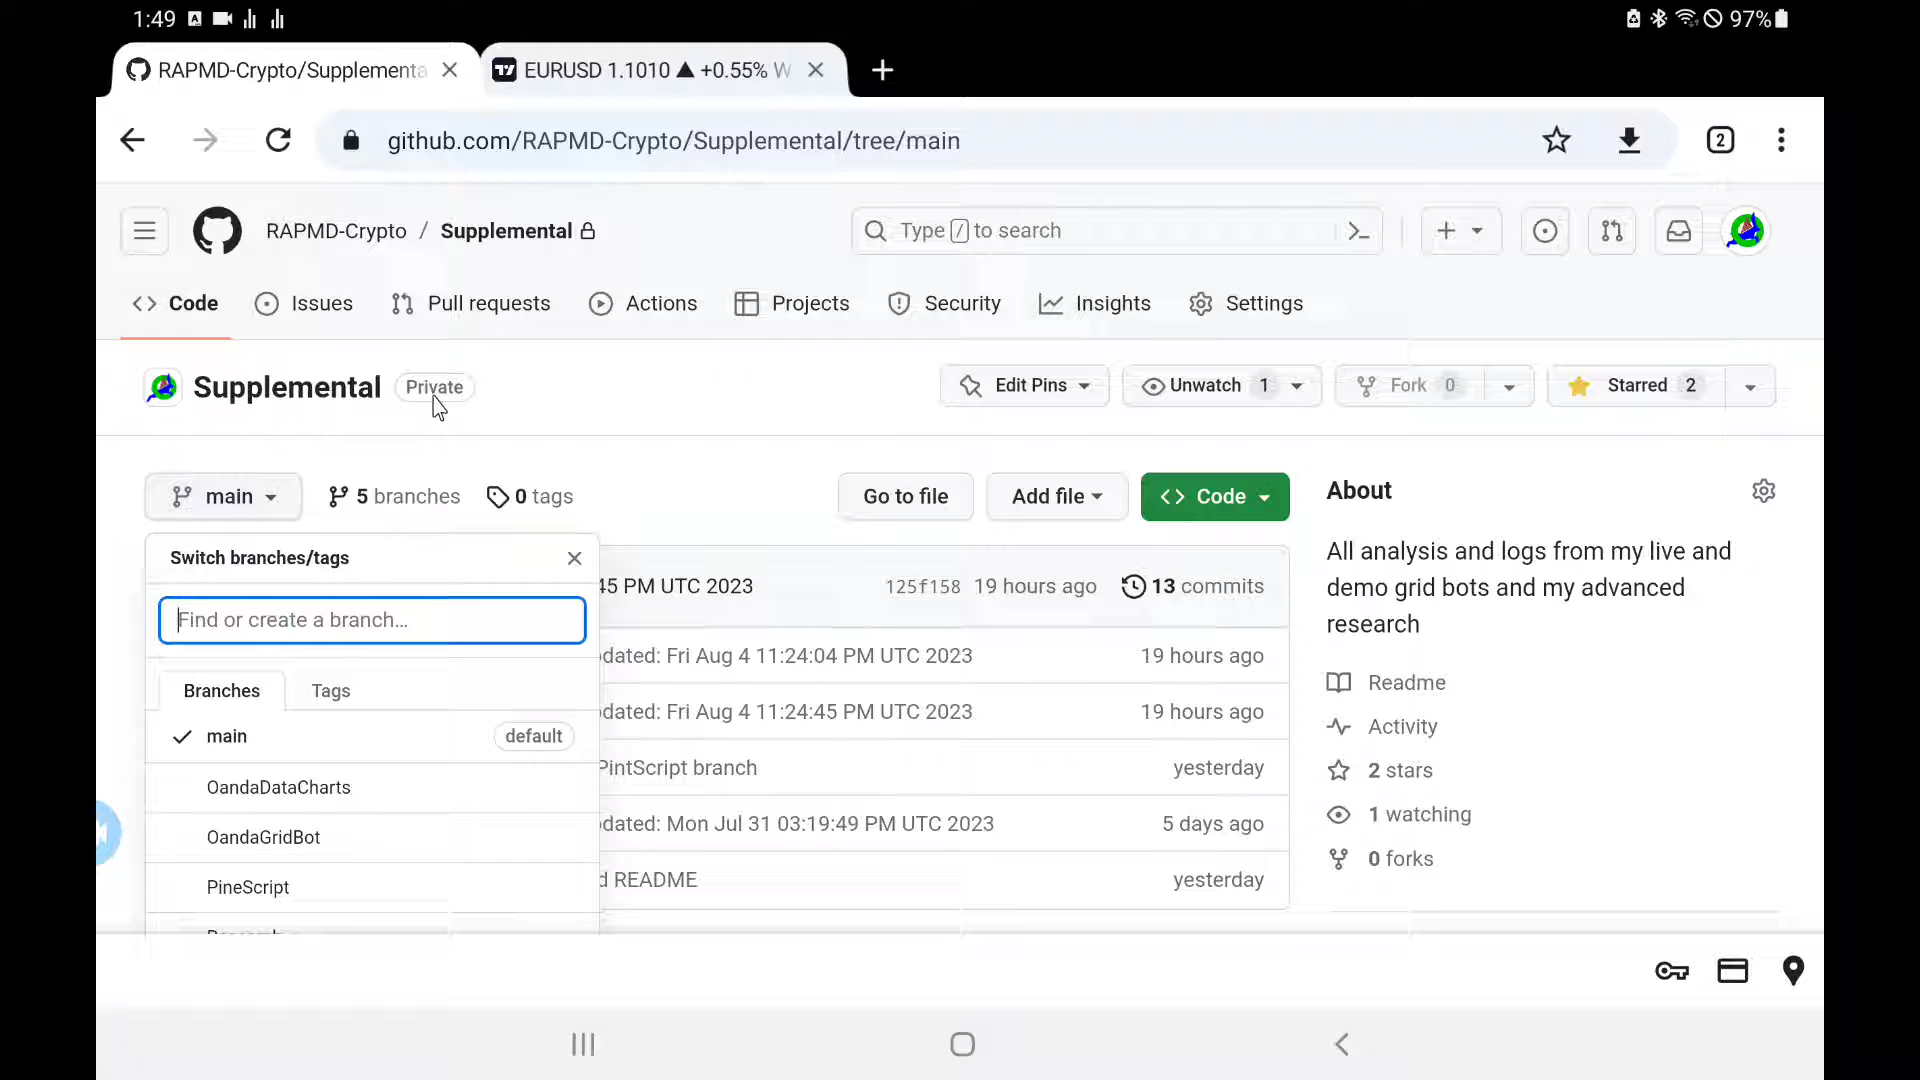 1:49
97%
RAPMD-Crypto/Supplementa
EURUSD 1.1010 ▲ +0.55% W
github.com/RAPMD-Crypto/Supplemental/tree/main
2
RAPMD-Crypto / Supplemental
Type / to search
Code
Issues
Pull requests
Actions
Projects
Security
Insights
Settings
Supplemental Private
Edit Pins
Unwatch 1
Fork 0
Starred 2
main
5 branches
0 tags
Go to file
Add file
Code
Switch branches/tags
Find or create a branch...
Branches
Tags
main default
OandaDataCharts
OandaGridBot
PineScript
45 PM UTC 2023 125f158 19 hours ago 13 commits
dated: Fri Aug 4 11:24:04 PM UTC 2023 19 hours ago
dated: Fri Aug 4 11:24:45 PM UTC 2023 19 hours ago
PintScript branch yesterday
dated: Mon Jul 31 03:19:49 PM UTC 2023 5 days ago
d README yesterday
About
All analysis and logs from my live and
demo grid bots and my advanced
research
Readme
Activity
2 stars
1 watching
0 forks